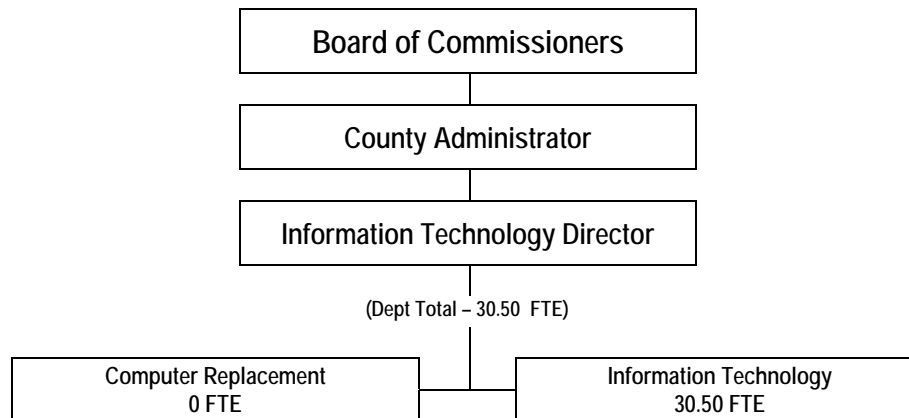 Board of Commissioners
County Administrator
Information Technology Director
(Dept Total – 30.50 FTE)
Computer Replacement
0 FTE
Information Technology
30.50 FTE